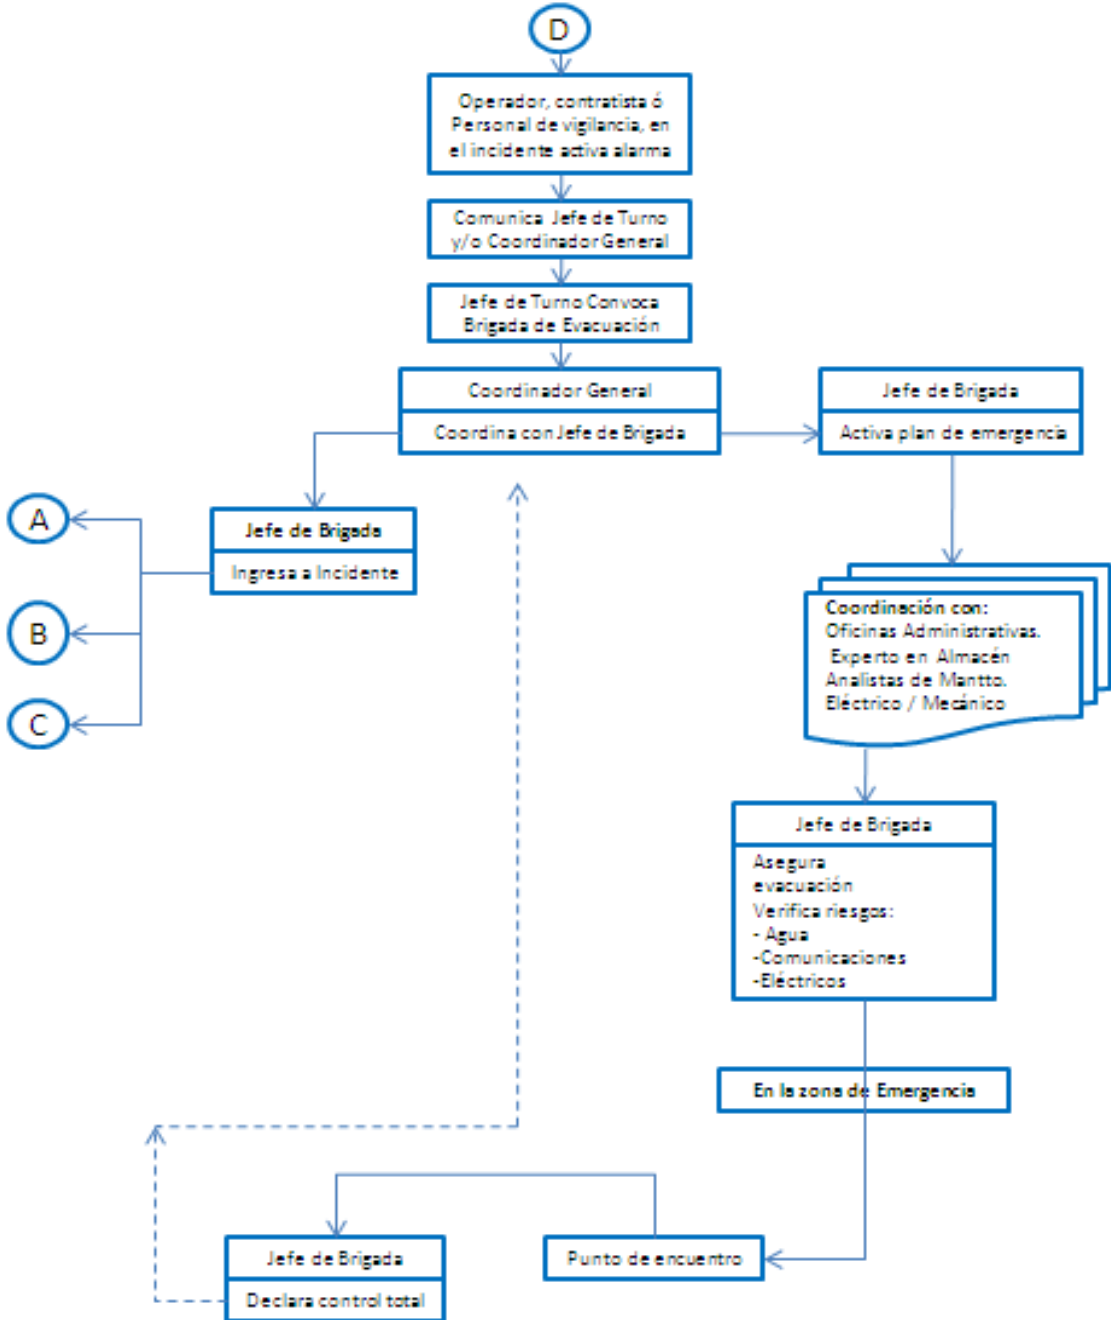 D
Operador, contratista ó
Personal de vigilancia, en
el incidente activa alarma
Comunica Jefe de Turno
y/o Coordinador General
Jefe de Turno Convoca
Brigada de Evacuación
Coordinador General
Coordina con Jefe de Brigada
Jefe de Brigada
Activa plan de emergencia
A
B
C
Jefe de Brigada
Ingresa a Incidente
Coordinación con:
Oficinas Administrativas.
Experto en Almacén
Analistas de Mantto.
Eléctrico / Mecánico
Jefe de Brigada
Asegura
evacuación
Verifica riesgos:
- Agua
-Comunicaciones
-Eléctricos
En la zona de Emergencia
Punto de encuentro
Jefe de Brigada
Declara control total